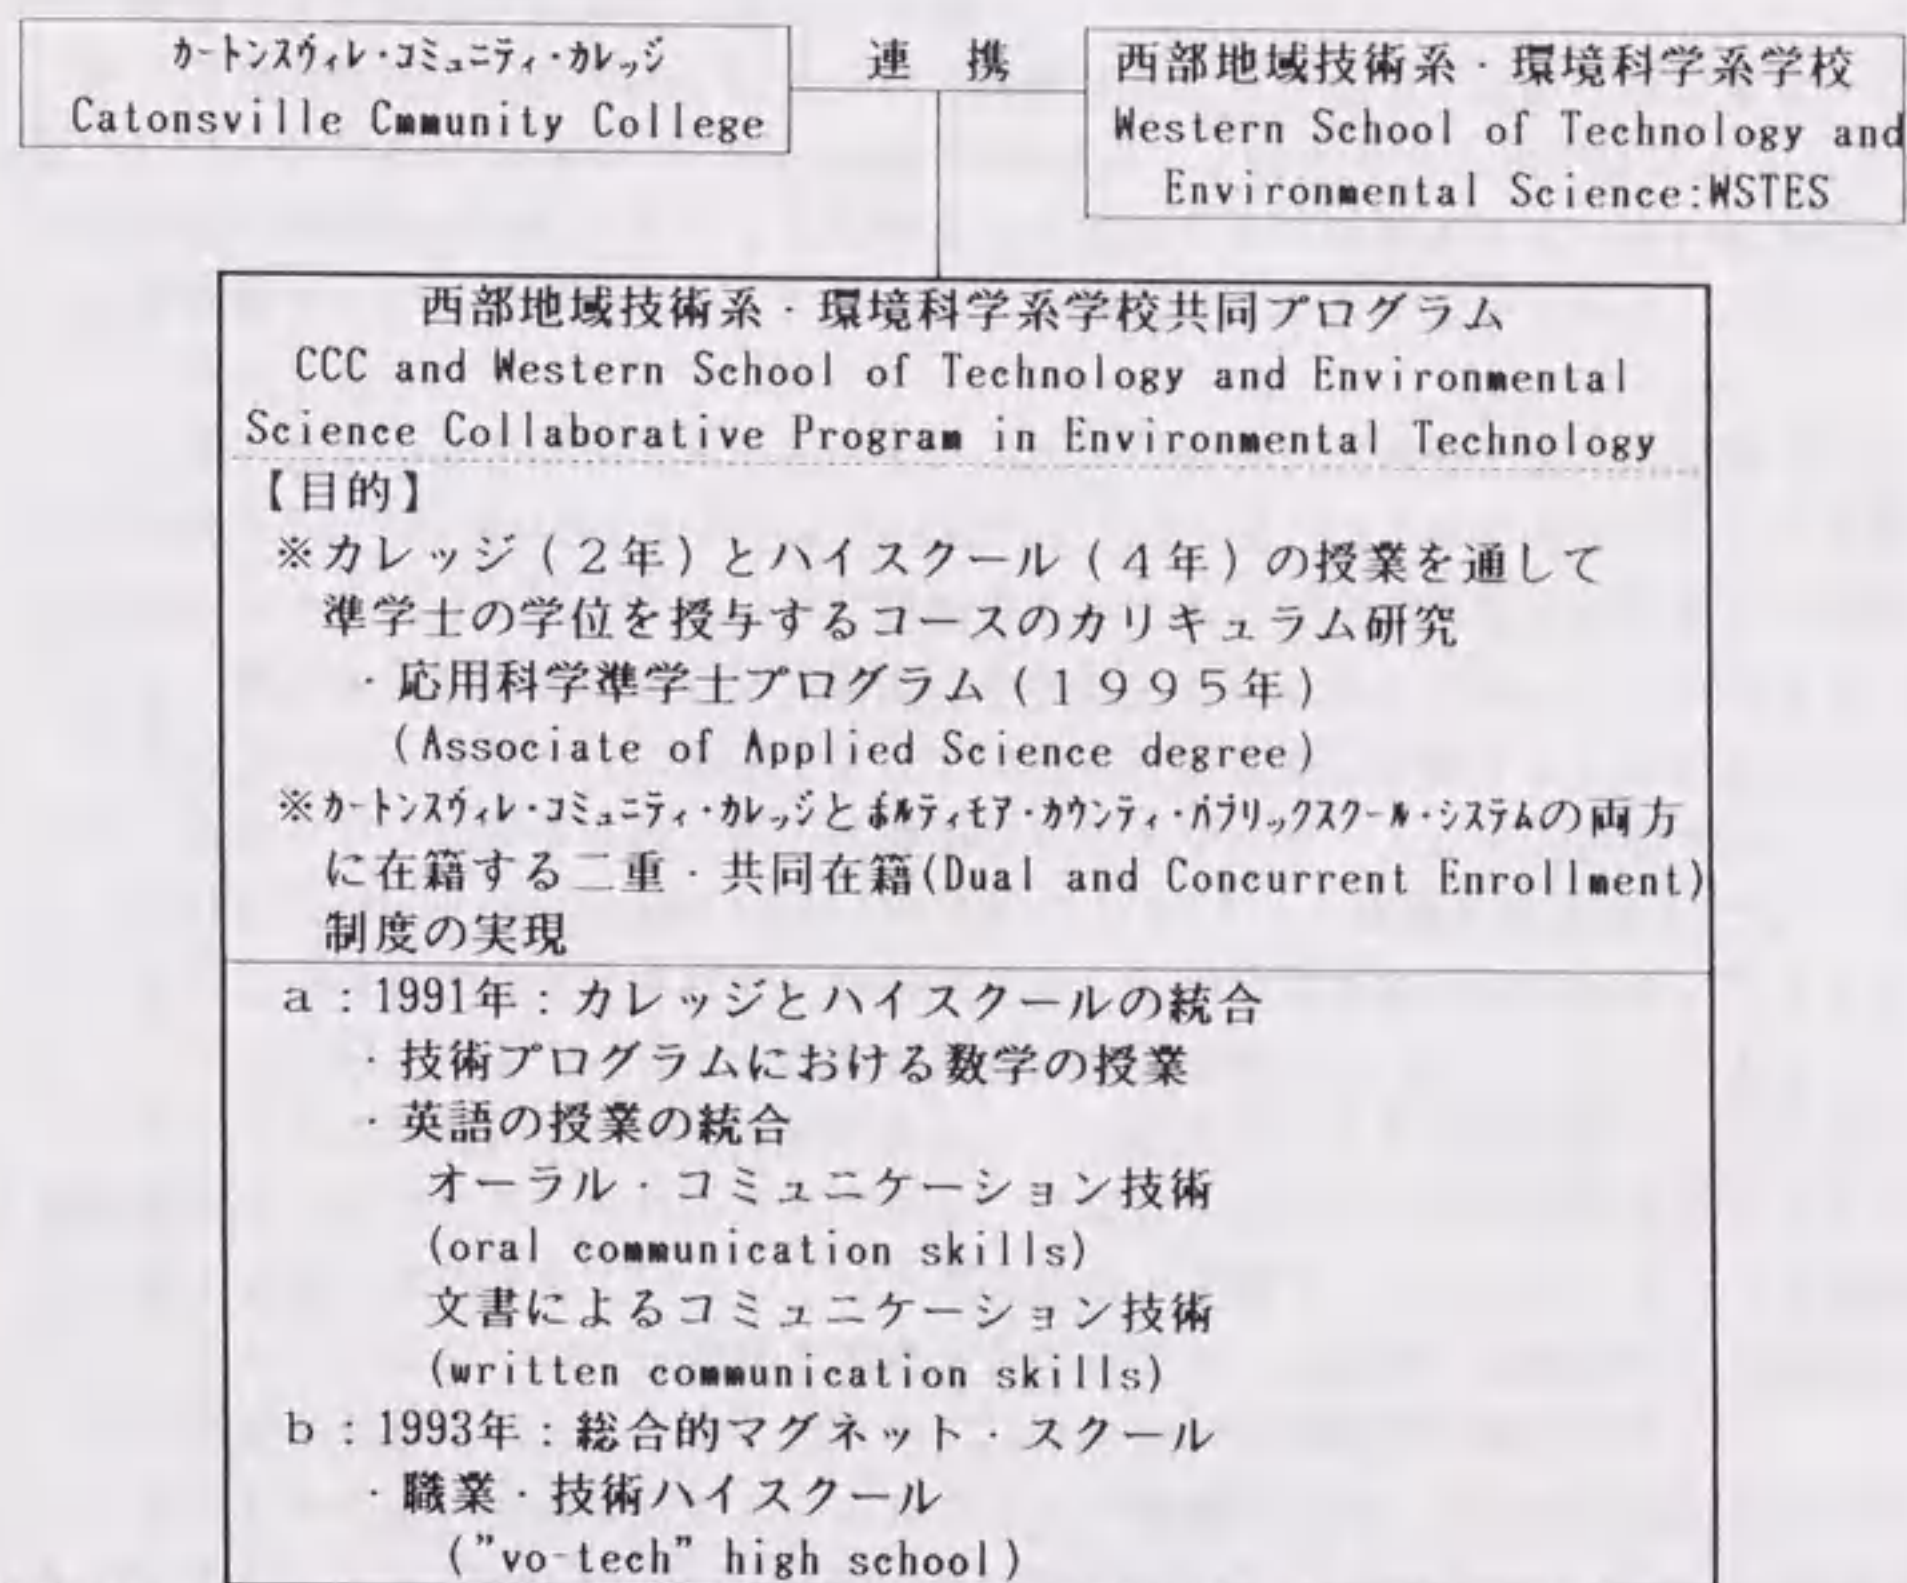 カートンスヴィレ・コミュニティ・カレッジ
Catonsville Cmmunity College
連 携
西部地域技術系・環境科学系学校
Western School of Technology and
Environmental Science:WSTES
西部地域技術系・環境科学系学校共同プログラム
CCC and Western School of Technology and Environmental
Science Collaborative Program in Environmental Technology
【目的】
※カレッジ(2年)とハイスクール(4年)の授業を通して
準学士の学位を授与するコースのカリキュラム研究
・応用科学準学士プログラム(1995年)
(Associate of Applied Science degree)
※カートンスヴィレ・コミュニティ・カレッジとボルティモア・カウンティ・パブリックスクール・システムの両方
に在籍する二重・共同在籍(Dual and Concurrent Enrollment)
制度の実現
a:1991年:カレッジとハイスクールの統合
・技術プログラムにおける数学の授業
・英語の授業の統合
オーラル・コミュニケーション技術
(oral communication skills)
文書によるコミュニケーション技術
(written communication skills)
b:1993年:総合的マグネット・スクール
・職業・技術ハイスクール
("vo-tech" high school)